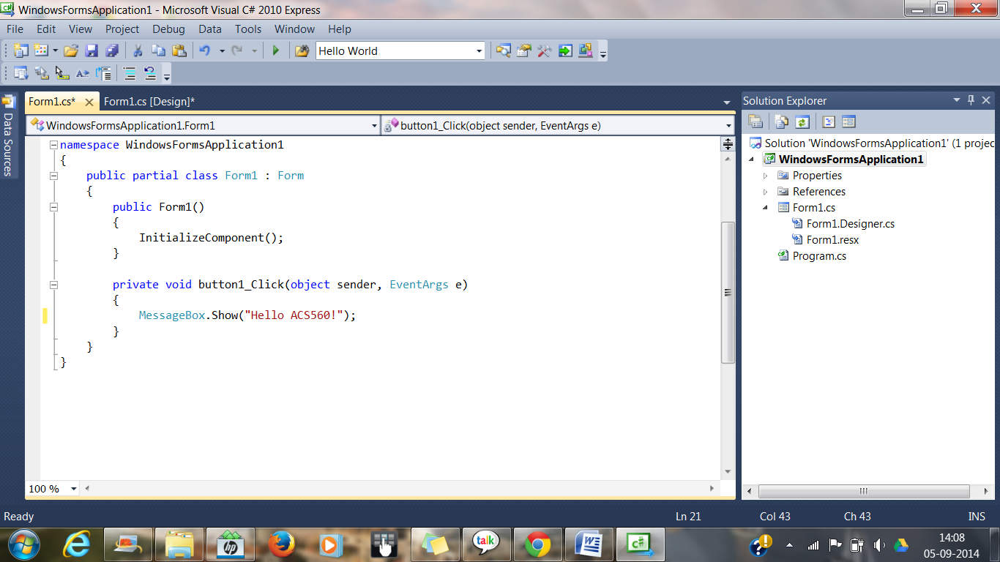 WindowsFormsApplication1 - Microsoft Visual C# 2010 Express
File Edit View Project Debug Data Tools Window Help
Hello World
Data Sources
Form1.cs* Form1.cs [Design]*
WindowsFormsApplication1.Form1 button1_Click(object sender, EventArgs e)
namespace WindowsFormsApplication1
{
public partial class Form1 : Form
{
public Form1()
{
InitializeComponent();
}
private void button1_Click(object sender, EventArgs e)
{
MessageBox.Show("Hello ACS560!");
}
}
}
100 %
Solution Explorer
Solution 'WindowsFormsApplication1' (1 projec
WindowsFormsApplication1
Properties
References
Form1.cs
Form1.Designer.cs
Form1.resx
Program.cs
Ready Ln 21 Col 43 Ch 43 INS
hp
talk
C#
14:08
05-09-2014